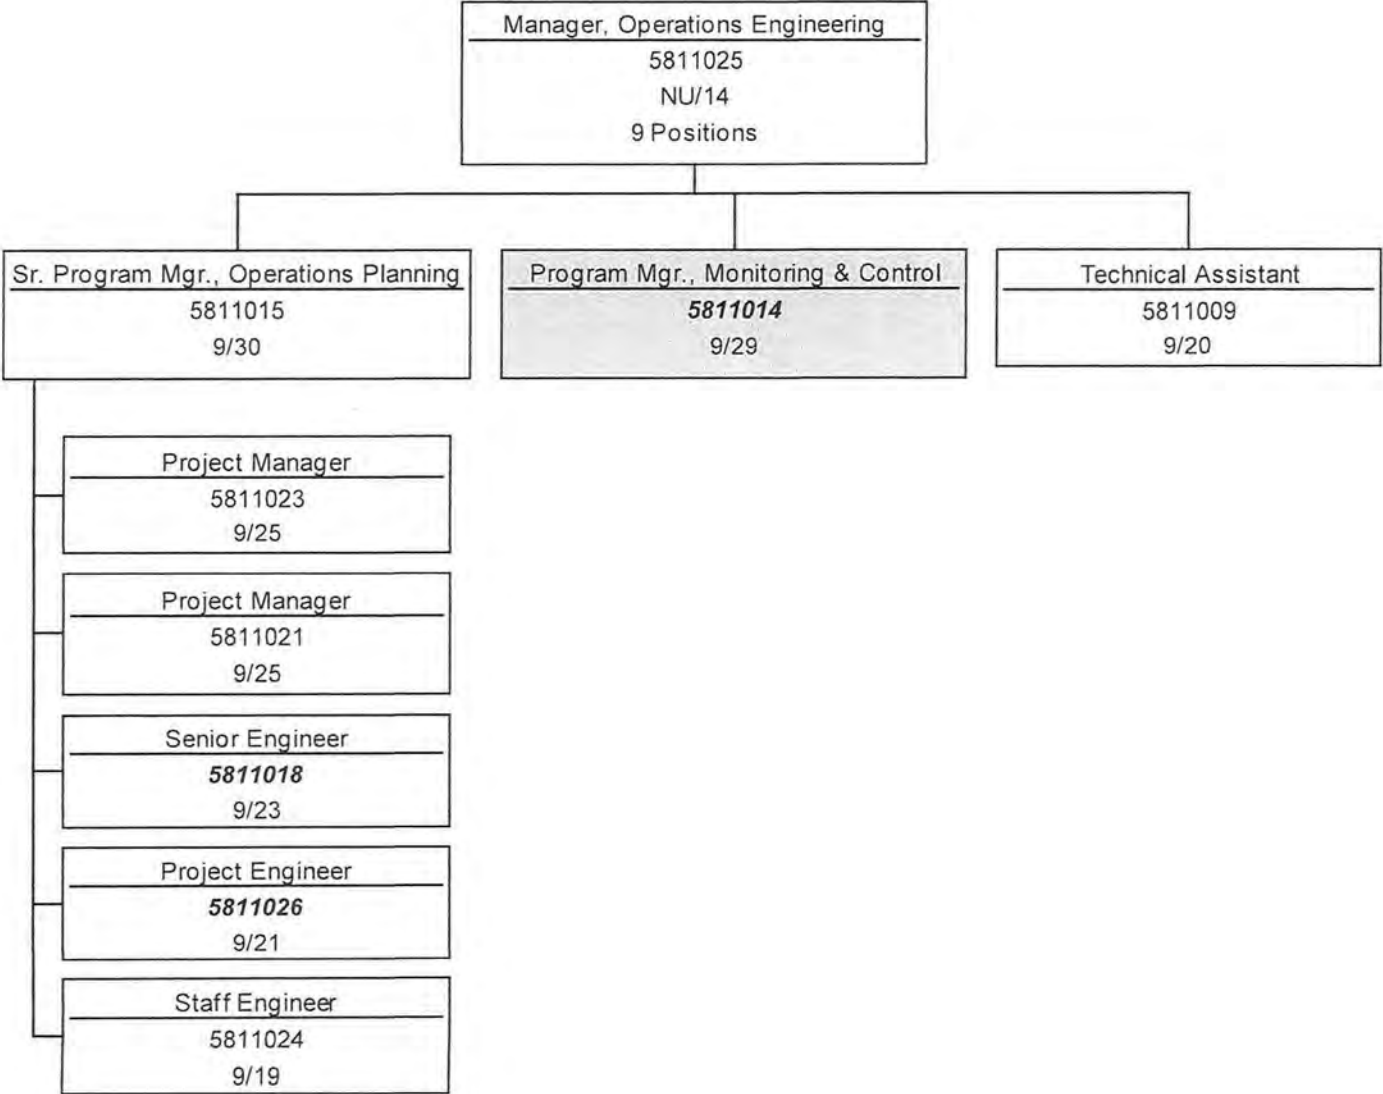 Manager, Operations Engineering
5811025
NU/14
9 Positions
Sr. Program Mgr., Operations Planning
5811015
9/30
Program Mgr., Monitoring & Control
5811014
9/29
Technical Assistant
5811009
9/20
Project Manager
5811023
9/25
Project Manager
5811021
9/25
Senior Engineer
5811018
9/23
Project Engineer
5811026
9/21
Staff Engineer
5811024
9/19